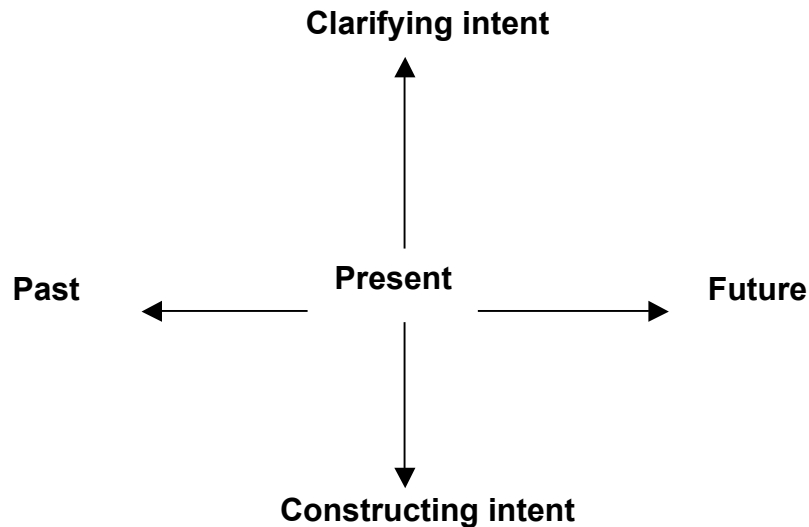 Clarifying intent
Present
Past
Future
Constructing intent